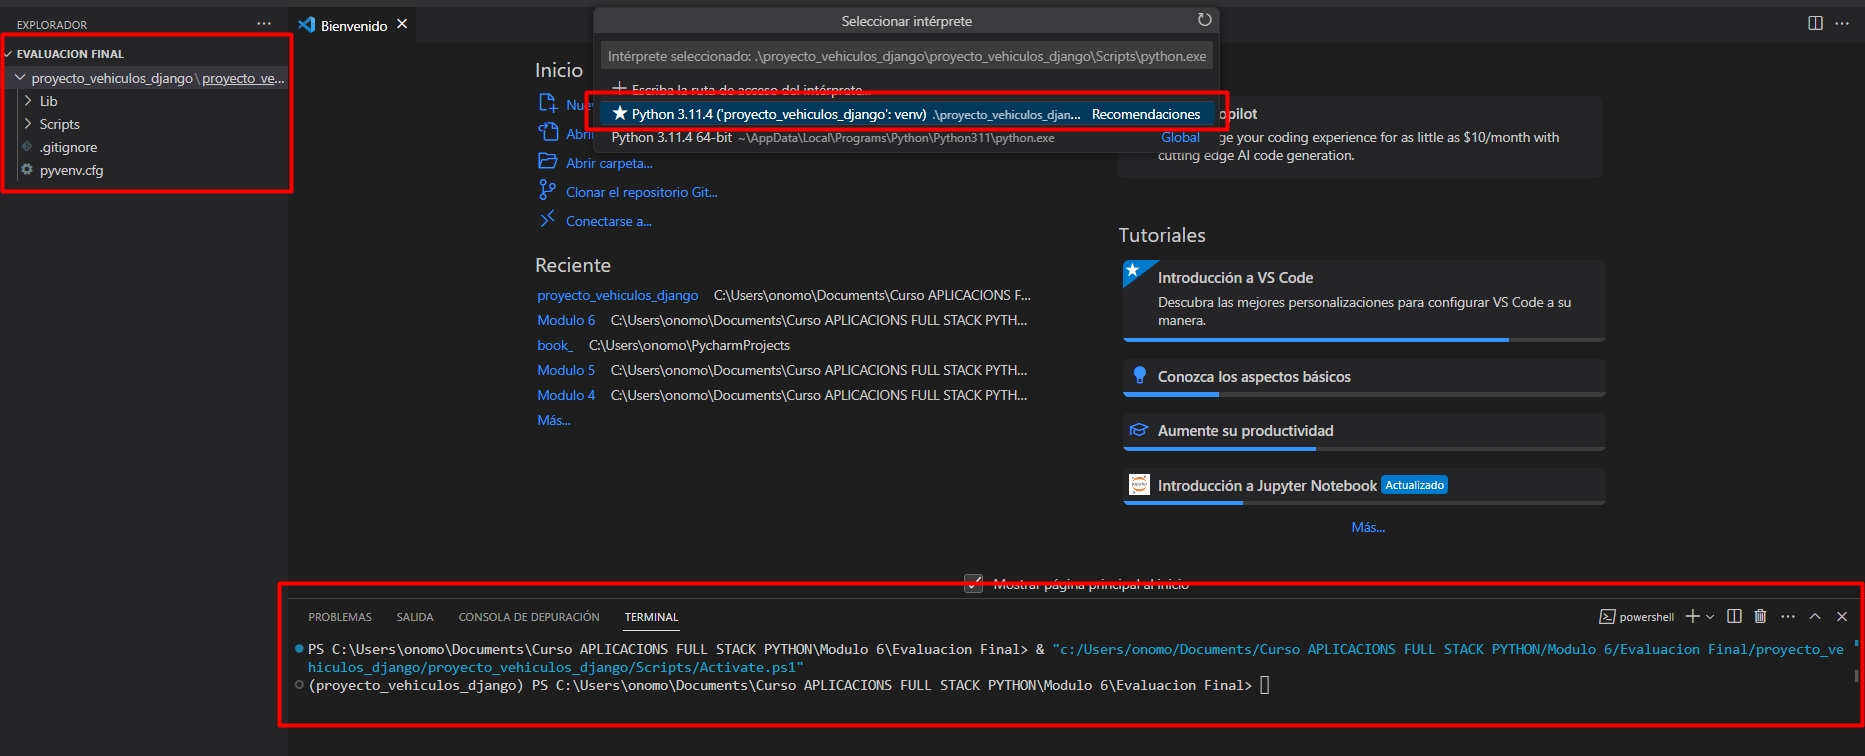 EXPLORADOR
EVALUACION FINAL
proyecto_vehiculos_django\proyecto_ve...
Lib
Scripts
.gitignore
pyvenv.cfg
Bienvenido
Seleccionar intérprete
Intérprete seleccionado: .\proyecto_vehiculos_django\proyecto_vehiculos_django\Scripts\python.exe
Escriba la ruta de acceso del intérprete...
Python 3.11.4 ('proyecto_vehiculos_django': venv) .\proyecto_vehiculos_djan... Recomendaciones
Python 3.11.4 64-bit ~\AppData\Local\Programs\Python\Python311\python.exe Global
Inicio
Abrir carpeta...
Clonar el repositorio Git...
Conectarse a...
Reciente
proyecto_vehiculos_django C:\Users\onomo\Documents\Curso APLICACIONS F...
Modulo 6 C:\Users\onomo\Documents\Curso APLICACIONS FULL STACK PYTH...
book_ C:\Users\onomo\PycharmProjects
Modulo 5 C:\Users\onomo\Documents\Curso APLICACIONS FULL STACK PYTH...
Modulo 4 C:\Users\onomo\Documents\Curso APLICACIONS FULL STACK PYTH...
Más...
opilot
ge your coding experience for as little as $10/month with
cutting edge AI code generation.
Tutoriales
Introducción a VS Code
Descubra las mejores personalizaciones para configurar VS Code a su
manera.
Conozca los aspectos básicos
Aumente su productividad
Introducción a Jupyter Notebook Actualizado
Más...
Mostrar página principal al inicio
PROBLEMAS SALIDA CONSOLA DE DEPURACIÓN TERMINAL
powershell
PS C:\Users\onomo\Documents\Curso APLICACIONS FULL STACK PYTHON\Modulo 6\Evaluacion Final> & "c:/Users/onomo/Documents/Curso APLICACIONS FULL STACK PYTHON/Modulo 6/Evaluacion Final/proyecto_ve
hiculos_django/proyecto_vehiculos_django/Scripts/Activate.ps1"
(proyecto_vehiculos_django) PS C:\Users\onomo\Documents\Curso APLICACIONS FULL STACK PYTHON\Modulo 6\Evaluacion Final>